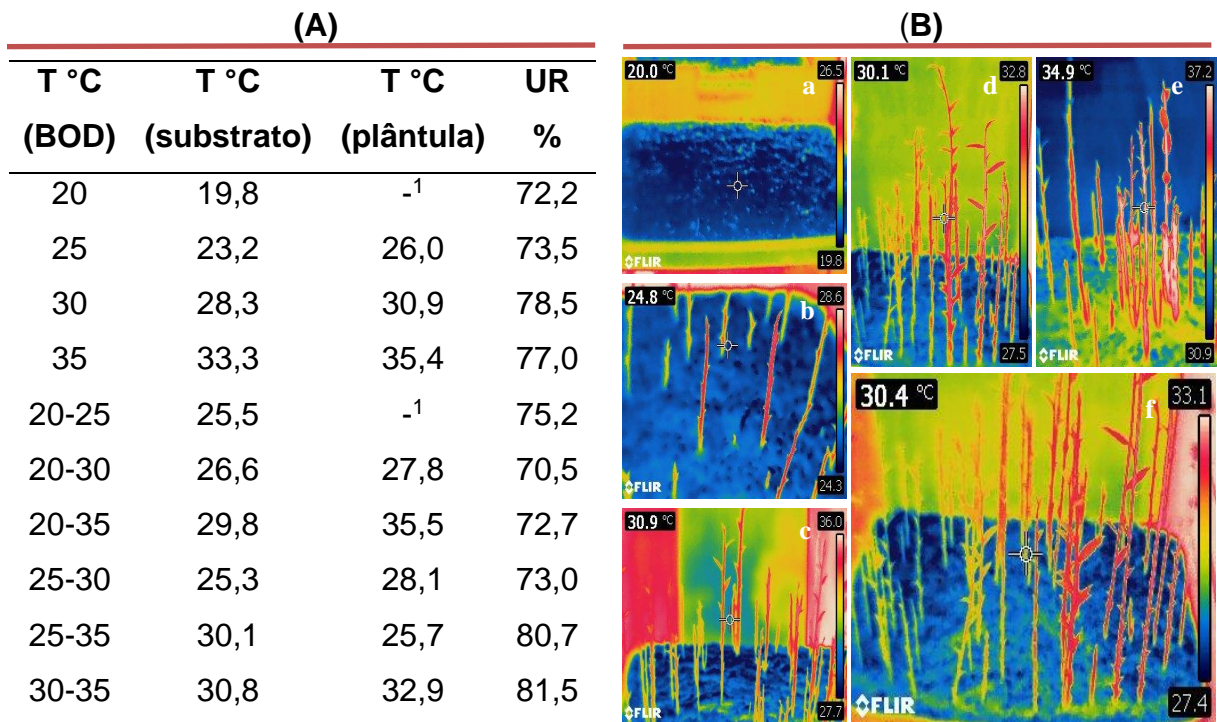 (A)
T °C T °C T °C UR
(BOD) (substrato) (plântula) %
20 19,8 -1 72,2
25 23,2 26,0 73,5
30 28,3 30,9 78,5
35 33,3 35,4 77,0
20-25 25,5 -1 75,2
20-30 26,6 27,8 70,5
20-35 29,8 35,5 72,7
25-30 25,3 28,1 73,0
25-35 30,1 25,7 80,7
30-35 30,8 32,9 81,5
(B)
20.0 °C 26.5
a
◊FLIR 19.8
24.8 °C 28.6
b
◊FLIR 24.3
30.9 °C 36.0
c
◊FLIR 27.7
30.1 °C 32.8
d
◊FLIR 27.5
34.9 °C 37.2
e
◊FLIR 30.9
30.4 °C 33.1
f
◊FLIR 27.4